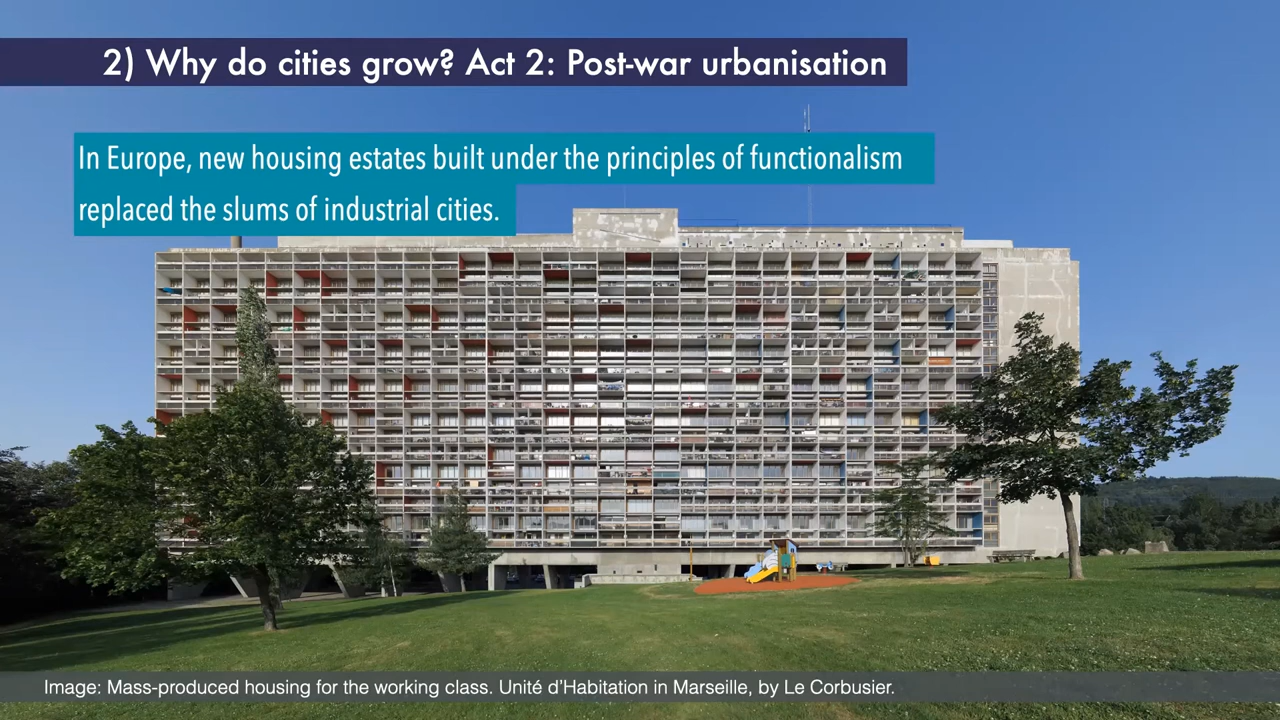 2) Why do cities grow? Act 2: Post-war urbanisation
In Europe, new housing estates built under the principles of functionalism
replaced the slums of industrial cities.
Image: Mass-produced housing for the working class. Unité d’Habitation in Marseille, by Le Corbusier.